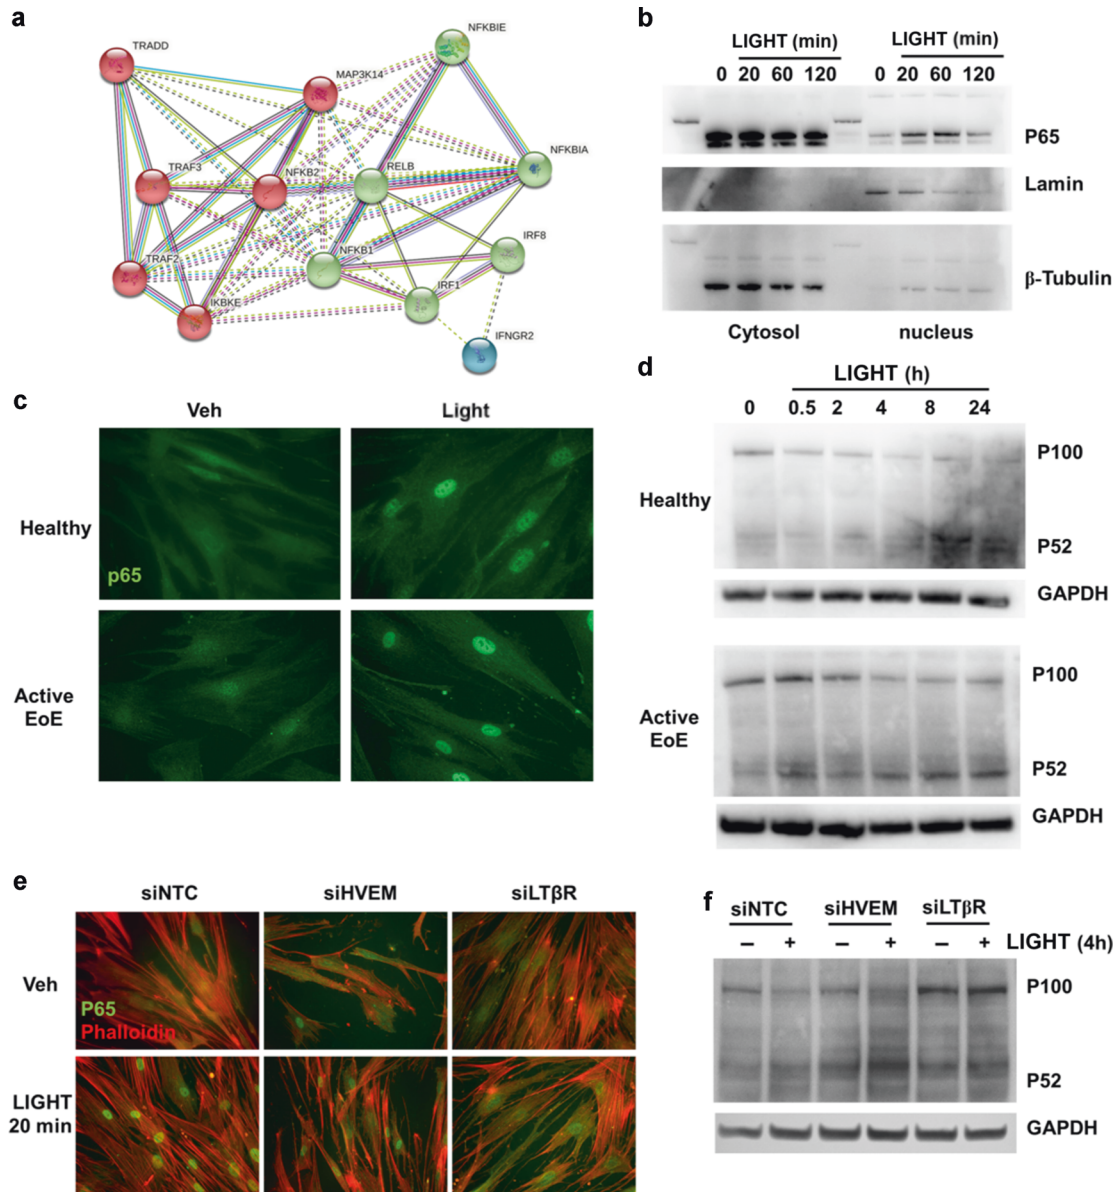 a
TRADD
NFKBIE
MAP3K14
TRAF3
NFKB2
RELB
NFKBIA
TRAF2
NFKB1
IRF8
IKBKE
IRF1
IFNGR2
b
LIGHT (min) LIGHT (min)
0 20 60 120 0 20 60 120
P65
Lamin
β-Tubulin
Cytosol nucleus
c
Veh Light
Healthy
p65
Active
EoE
d
LIGHT (h)
0 0.5 2 4 8 24
P100
Healthy
P52
GAPDH
P100
Active
EoE
P52
GAPDH
e
siNTC siHVEM siLTβR
Veh
P65
Phalloidin
LIGHT
20 min
f
siNTC siHVEM siLTβR
– + – + – + LIGHT (4h)
P100
P52
GAPDH